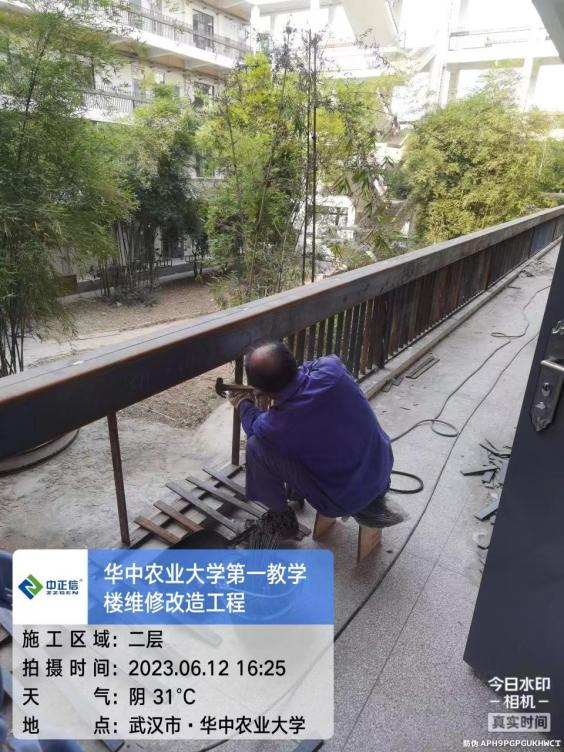 中正信®
ZZGEN
华中农业大学第一教学
楼维修改造工程
施工区域：二层
拍摄时间：2023.06.12 16:25
天气：阴 31°C
地点：武汉市·华中农业大学
今日水印
-相机-
真实时间
防伪 APH9PGPGUKHWCT